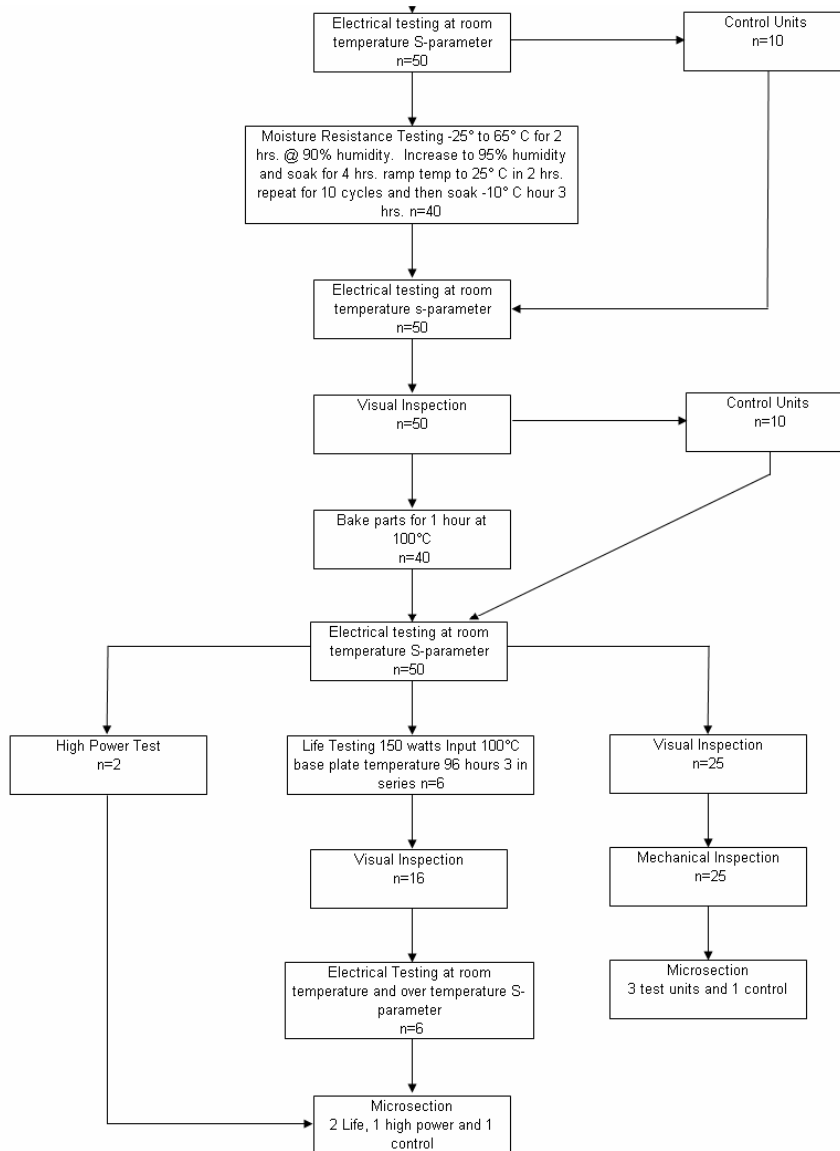 Electrical testing at room
temperature S-parameter
n=50
Control Units
n=10
Moisture Resistance Testing -25° to 65° C for 2
hrs. @ 90% humidity.  Increase to 95% humidity
and soak for 4 hrs. ramp temp to 25° C in 2 hrs.
repeat for 10 cycles and then soak -10° C hour 3
hrs. n=40
Electrical testing at room
temperature s-parameter
n=50
Visual Inspection
n=50
Control Units
n=10
Bake parts for 1 hour at
100°C
n=40
Electrical testing at room
temperature S-parameter
n=50
High Power Test
n=2
Life Testing 150 watts Input 100°C
base plate temperature 96 hours 3 in
series n=6
Visual Inspection
n=25
Visual Inspection
n=16
Mechanical Inspection
n=25
Electrical Testing at room
temperature and over temperature S-
parameter
n=6
Microsection
3 test units and 1 control
Microsection
2 Life, 1 high power and 1
control